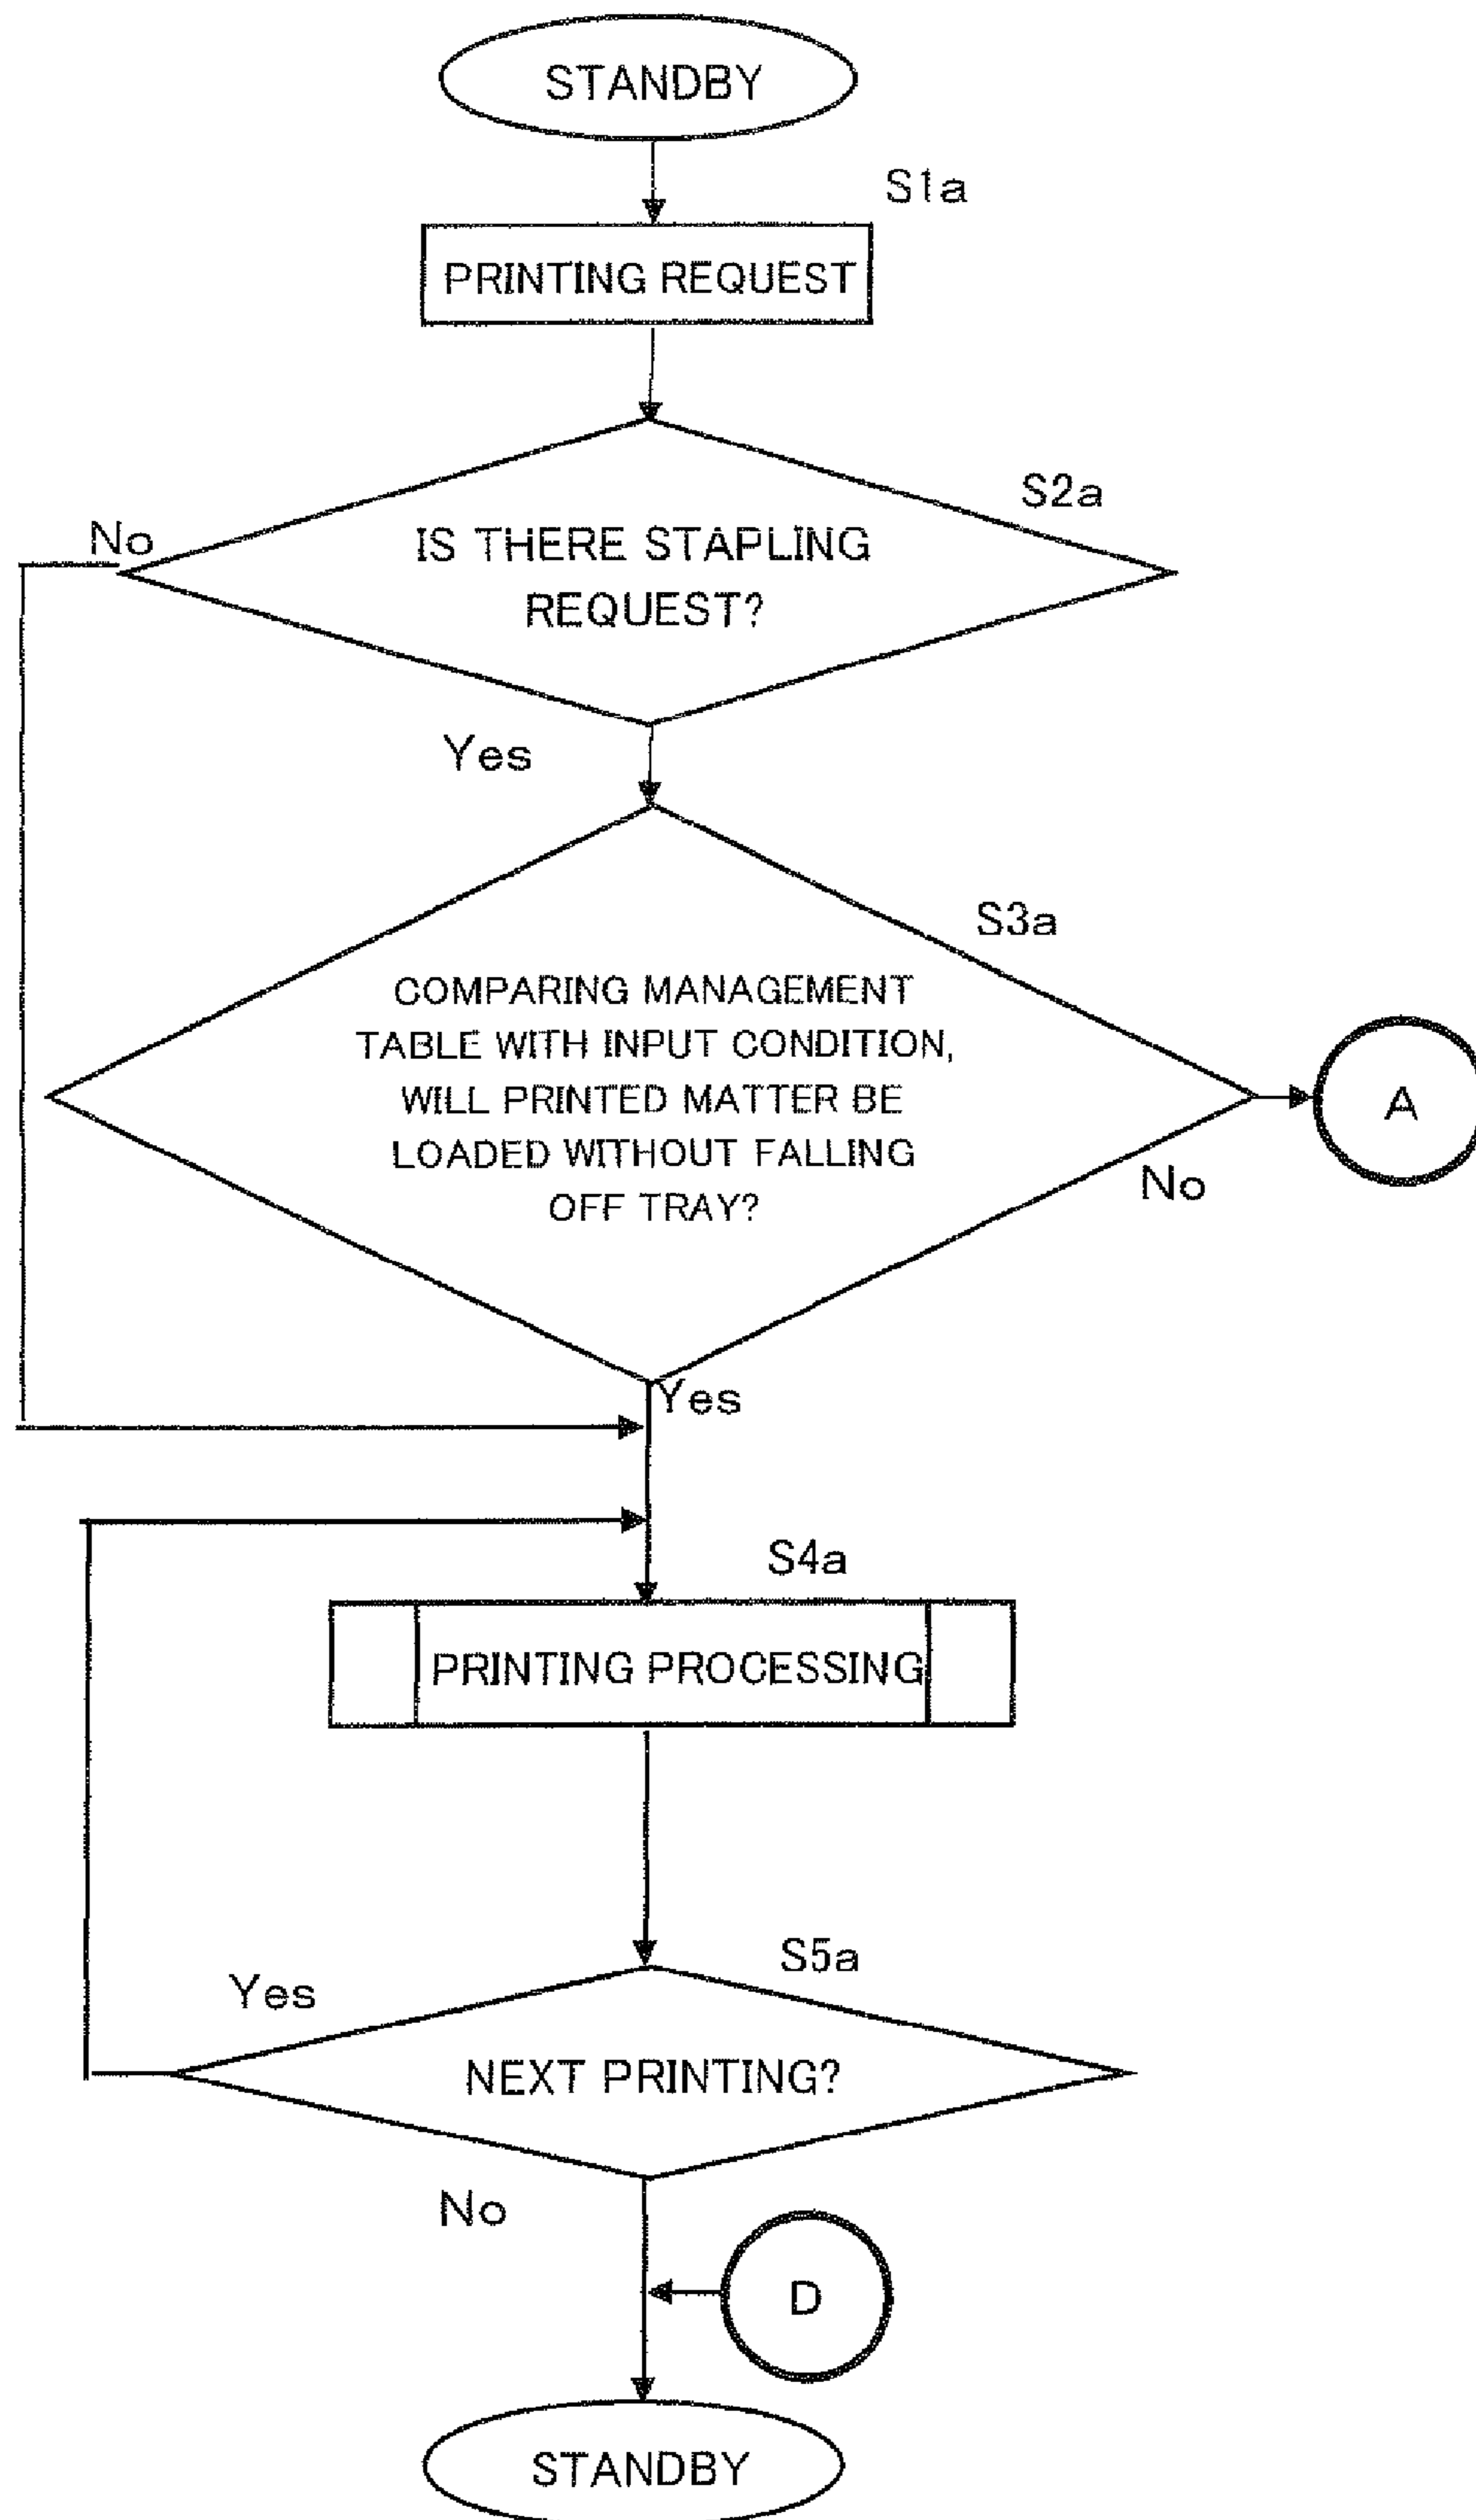 STANDBY
S1a
PRINTING REQUEST
S2a
No
IS THERE STAPLING
REQUEST?
Yes
S3a
COMPARING MANAGEMENT
TABLE WITH INPUT CONDITION,
WILL PRINTED MATTER BE
LOADED WITHOUT FALLING
OFF TRAY?
A
No
Yes
S4a
PRINTING PROCESSING
S5a
Yes
NEXT PRINTING?
No
D
STANDBY